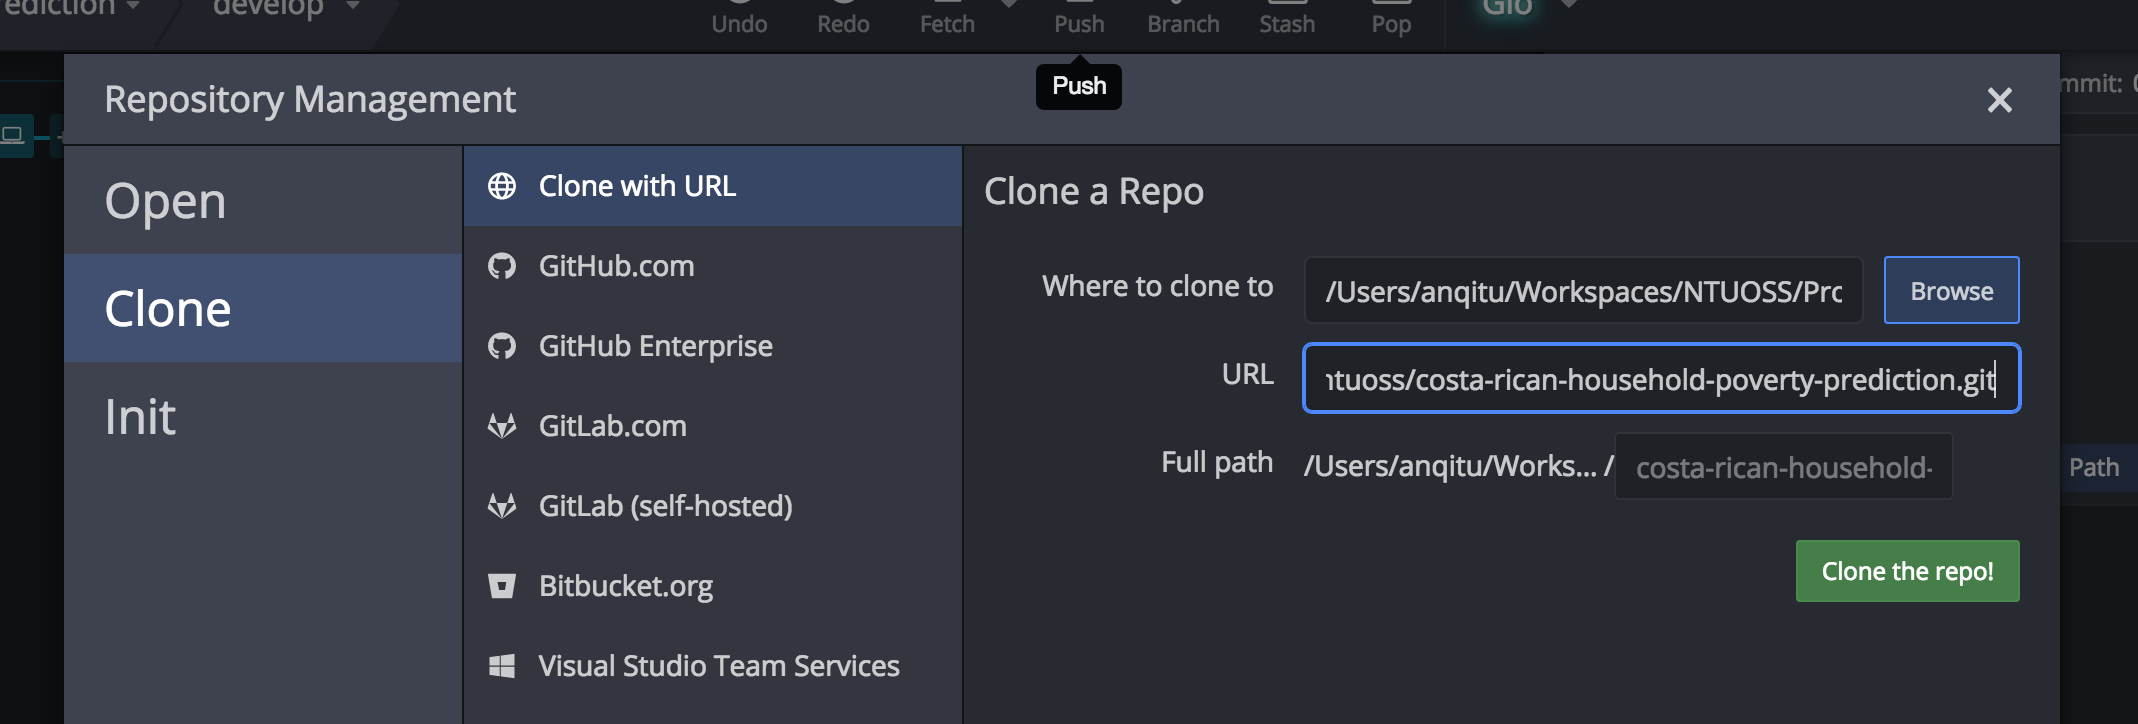 ediction develop
Undo Redo Fetch Push Branch Stash Pop Glo
Push
Repository Management
mmit:
Open
Clone
Init
Clone with URL
GitHub.com
GitHub Enterprise
GitLab.com
GitLab (self-hosted)
Bitbucket.org
Visual Studio Team Services
Clone a Repo
Where to clone to /Users/anqitu/Workspaces/NTUOSS/Prc Browse
URL ntuoss/costa-rican-household-poverty-prediction.git
Full path /Users/anqitu/Works... / costa-rican-household-
Path
Clone the repo!